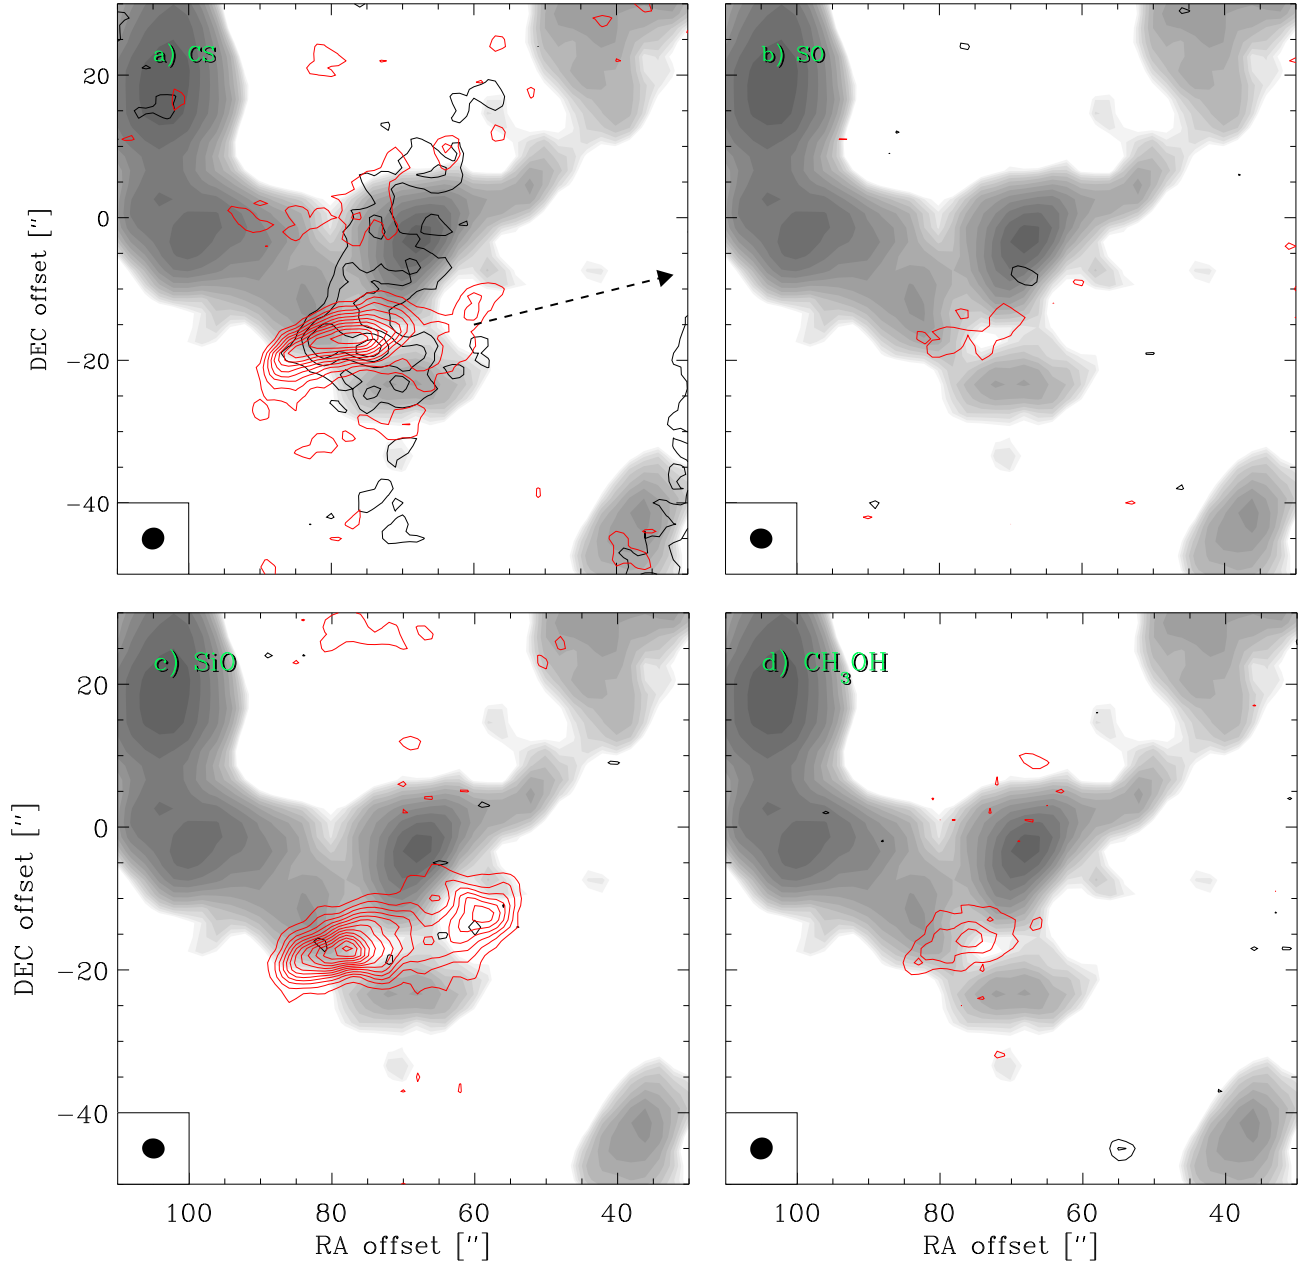 a) CS
b) SO
20
0
−20
−40
DEC offset [″]
c) SiO
d) CH₃OH
20
0
−20
−40
DEC offset [″]
100 80 60 40
100 80 60 40
RA offset [″]
RA offset [″]